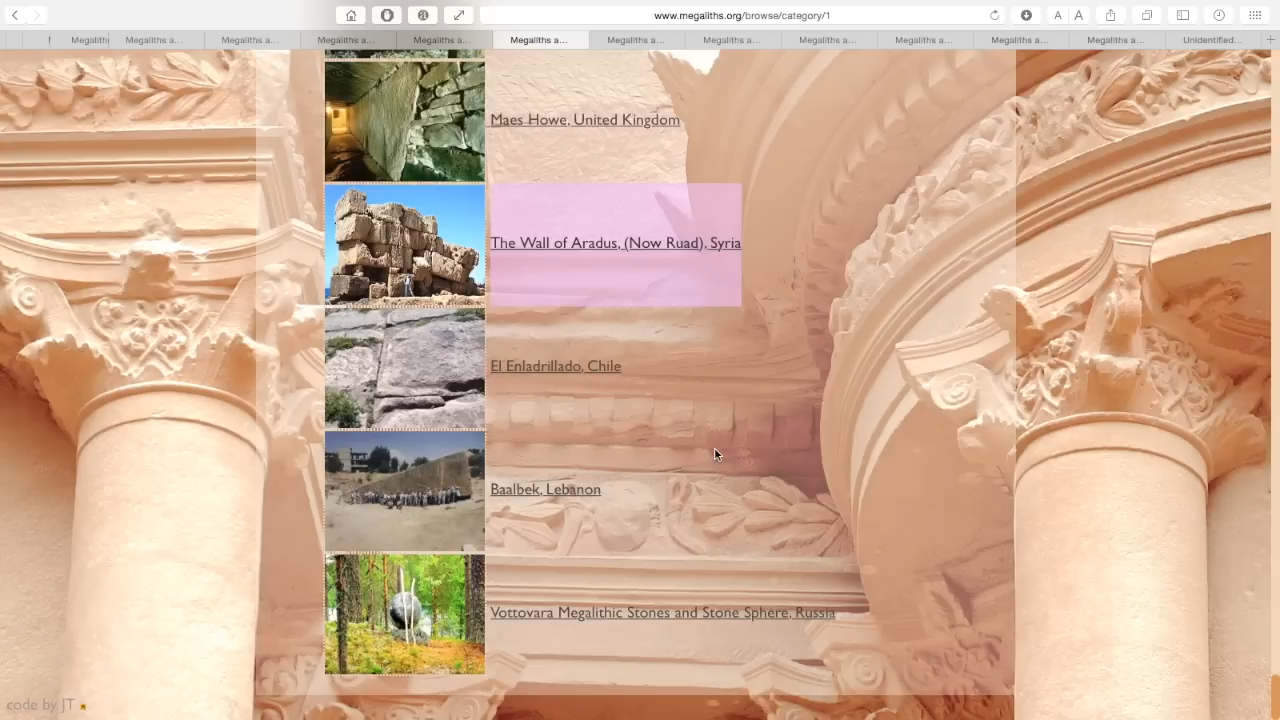 www.megaliths.org/browse/category/1
A A
Megalith
Megaliths a...
Megaliths a...
Megaliths a...
Megaliths a...
Megaliths a...
Megaliths a...
Megaliths a...
Megaliths a...
Megaliths a...
Megaliths a...
Megaliths a...
Unidentified...
Maes Howe, United Kingdom
The Wall of Aradus, (Now Ruad), Syria
El Enladrillado, Chile
Baalbek, Lebanon
Vottovara Megalithic Stones and Stone Sphere, Russia
code by JT